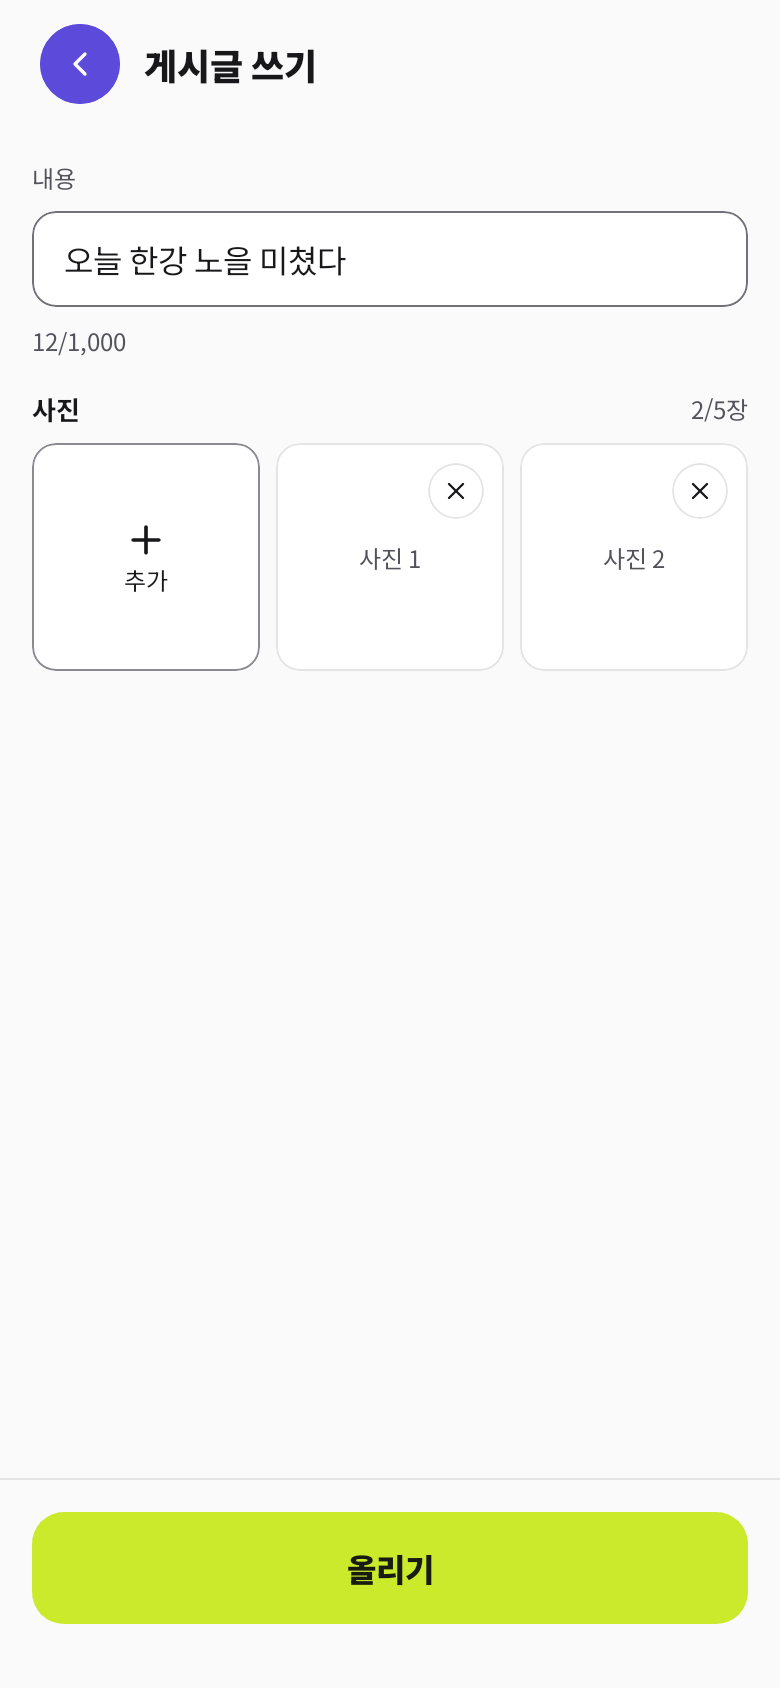 게시글 쓰기
내용
오늘 한강 노을 미쳤다
12/1,000
사진 2/5장
추가
사진 1
사진 2
올리기